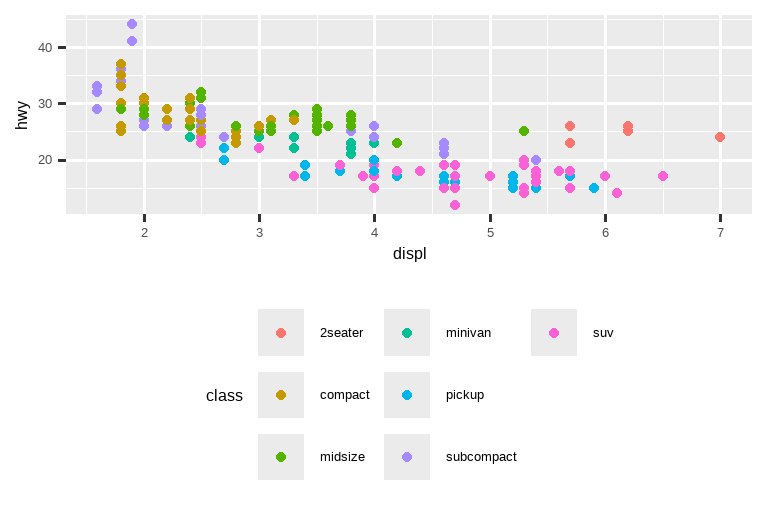 hwy
40
30
20
2 3 4 5 6 7
displ
class
2seater minivan suv
compact pickup
midsize subcompact